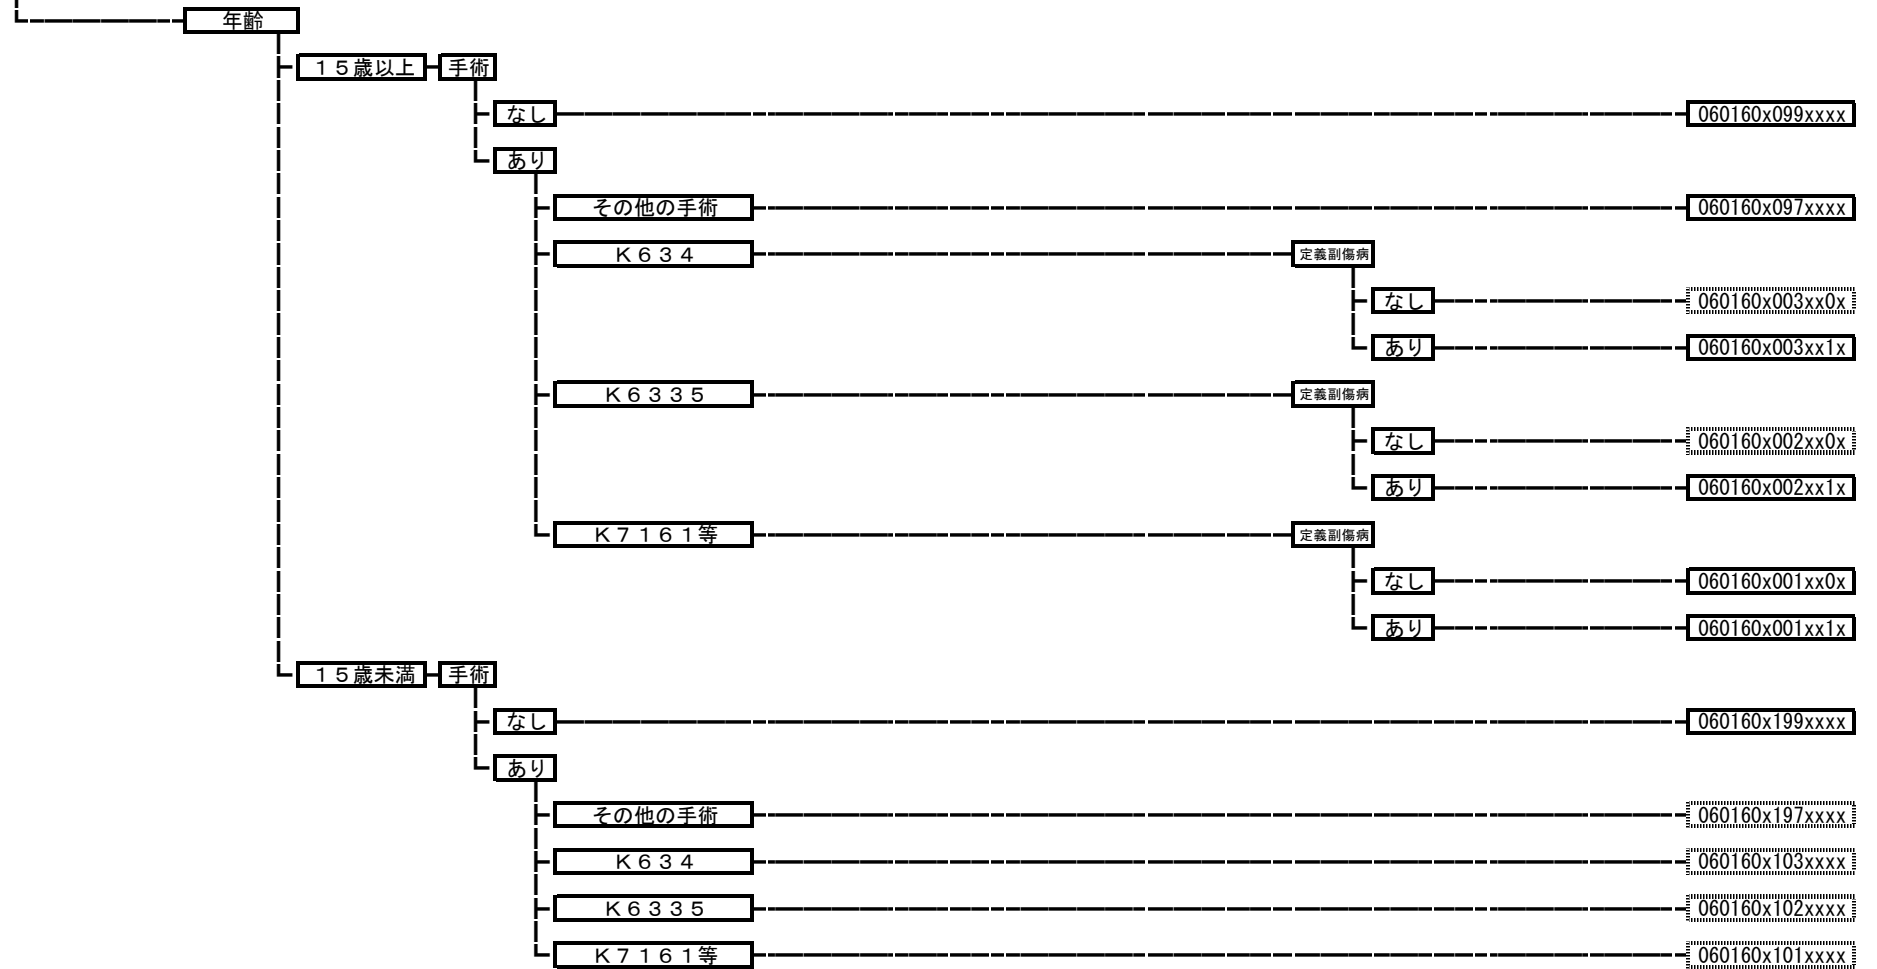 年齢
１５歳以上 手術
なし 060160x099xxxx
あり
その他の手術 060160x097xxxx
Ｋ６３４ 定義副傷病
なし 060160x003xx0x
あり 060160x003xx1x
Ｋ６３３５ 定義副傷病
なし 060160x002xx0x
あり 060160x002xx1x
Ｋ７１６１等 定義副傷病
なし 060160x001xx0x
あり 060160x001xx1x
１５歳未満 手術
なし 060160x199xxxx
あり
その他の手術 060160x197xxxx
Ｋ６３４ 060160x103xxxx
Ｋ６３３５ 060160x102xxxx
Ｋ７１６１等 060160x101xxxx